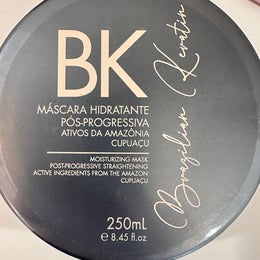 BK
MÁSCARA HIDRATANTE
PÓS-PROGRESSIVA
ATIVOS DA AMAZÔNIA
CUPUAÇU
MOISTURIZING MASK
POST-PROGRESSIVE STRAIGHTENING
ACTIVE INGREDIENTS FROM THE AMAZON
CUPUAÇU
250mL
e 8.45 fl.oz
Brazilian Keratin